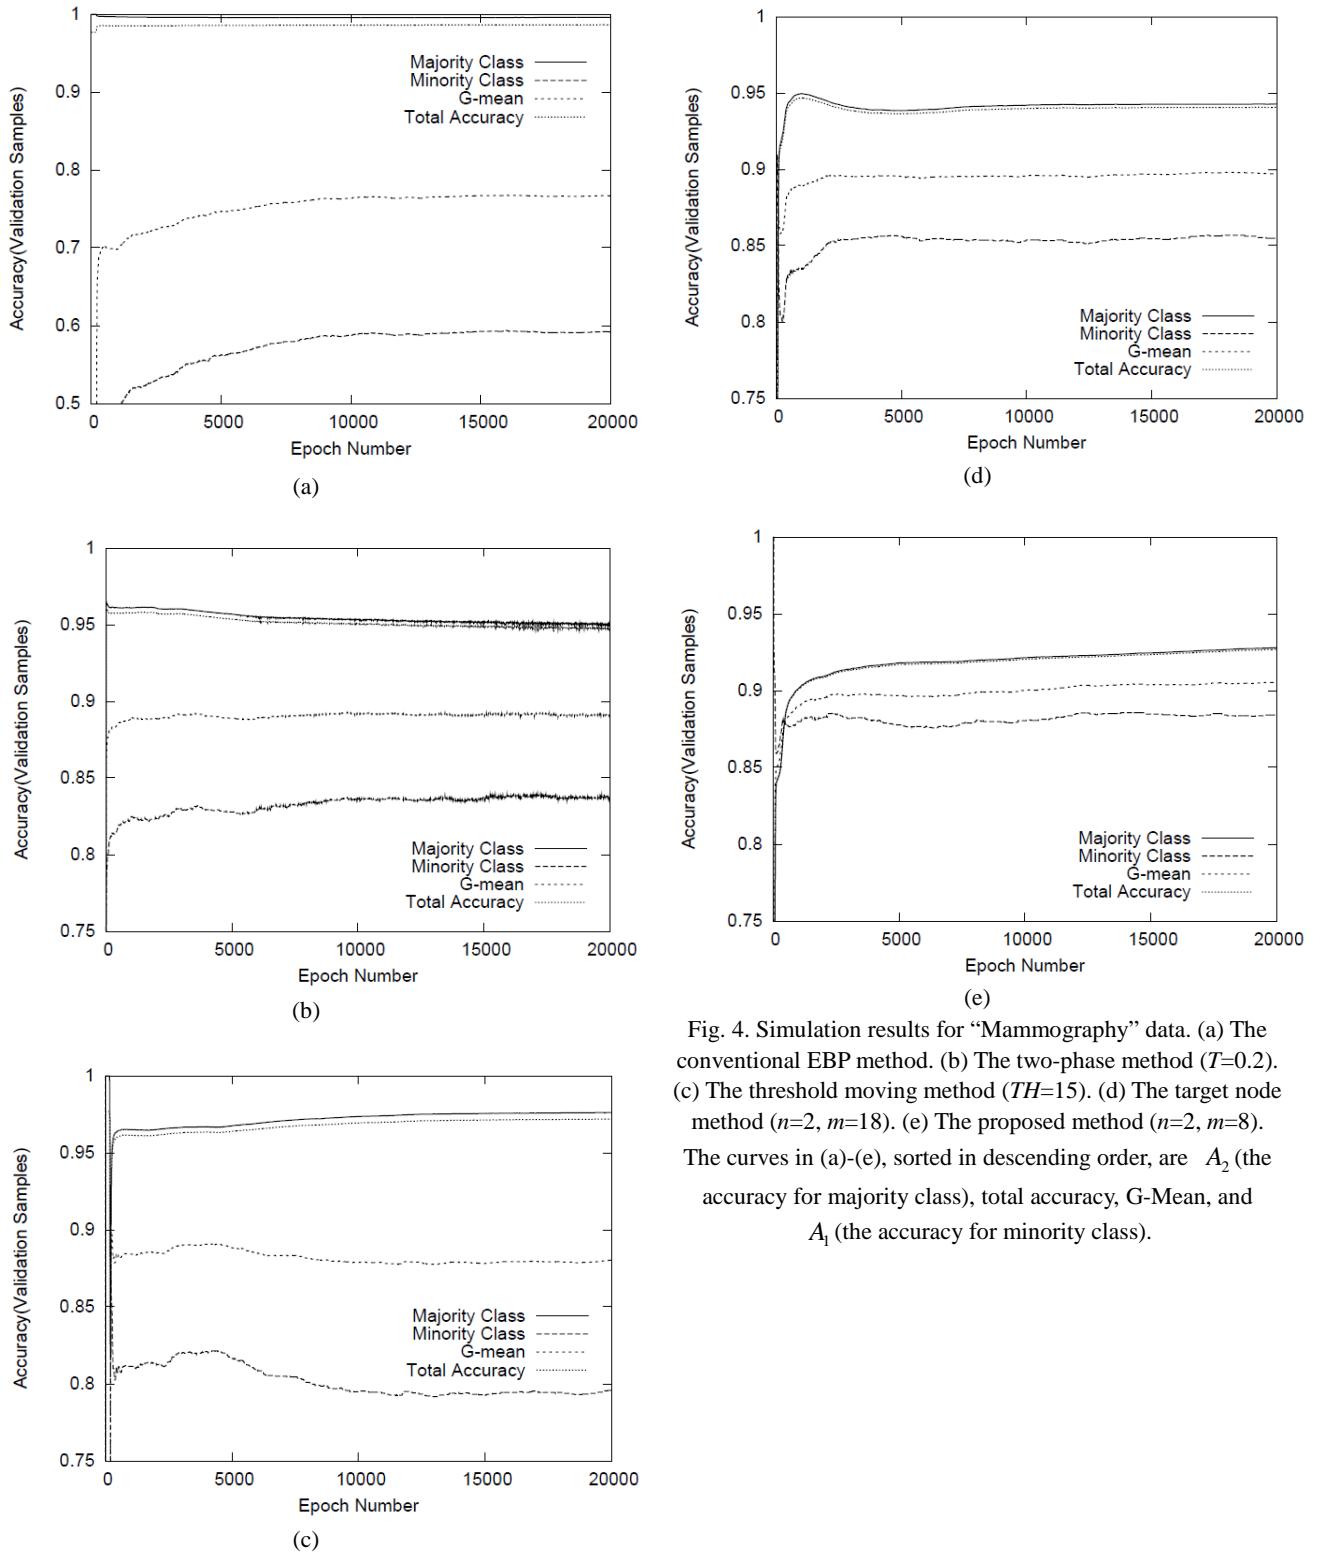 1
0.9
0.8
0.7
0.6
0.5
Accuracy(Validation Samples)
Majority Class
Minority Class
G-mean
Total Accuracy
0 5000 10000 15000 20000
Epoch Number
(a)
1
0.95
0.9
0.85
0.8
0.75
Accuracy(Validation Samples)
Majority Class
Minority Class
G-mean
Total Accuracy
0 5000 10000 15000 20000
Epoch Number
(b)
1
0.95
0.9
0.85
0.8
0.75
Accuracy(Validation Samples)
Majority Class
Minority Class
G-mean
Total Accuracy
0 5000 10000 15000 20000
Epoch Number
(c)
1
0.95
0.9
0.85
0.8
0.75
Accuracy(Validation Samples)
Majority Class
Minority Class
G-mean
Total Accuracy
0 5000 10000 15000 20000
Epoch Number
(d)
1
0.95
0.9
0.85
0.8
0.75
Accuracy(Validation Samples)
Majority Class
Minority Class
G-mean
Total Accuracy
0 5000 10000 15000 20000
Epoch Number
(e)
Fig. 4. Simulation results for “Mammography” data. (a) The
conventional EBP method. (b) The two-phase method (T=0.2).
(c) The threshold moving method (TH=15). (d) The target node
method (n=2, m=18). (e) The proposed method (n=2, m=8).
The curves in (a)-(e), sorted in descending order, are A2 (the
accuracy for majority class), total accuracy, G-Mean, and
A1 (the accuracy for minority class).